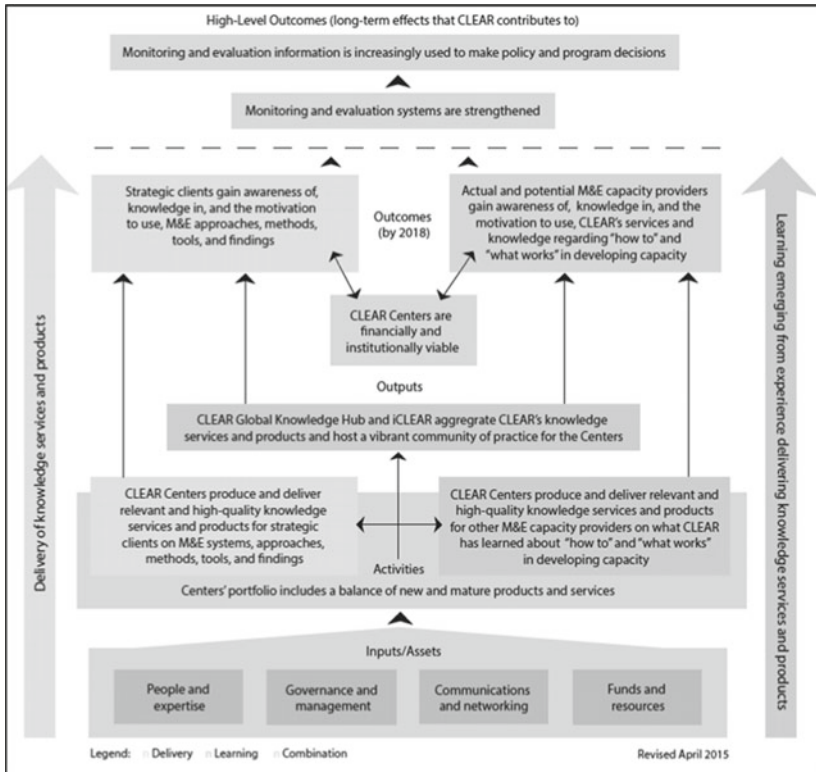 High-Level Outcomes (long-term effects that CLEAR contributes to)
Monitoring and evaluation information is increasingly used to make policy and program decisions
Monitoring and evaluation systems are strengthened
Strategic clients gain awareness of,
knowledge in, and the motivation
to use, M&E approaches, methods,
tools, and findings
Outcomes
(by 2018)
Actual and potential M&E capacity providers
gain awareness of, knowledge in, and the
motivation to use, CLEAR's services and
knowledge regarding "how to" and
"what works" in developing capacity
CLEAR Centers are
financially and
institutionally viable
Outputs
CLEAR Global Knowledge Hub and iCLEAR aggregate CLEAR's knowledge
services and products and host a vibrant community of practice for the Centers
CLEAR Centers produce and deliver
relevant and high-quality knowledge
services and products for strategic
clients on M&E systems, approaches,
methods, tools, and findings
CLEAR Centers produce and deliver relevant and
high-quality knowledge services and products
for other M&E capacity providers on what CLEAR
has learned about "how to" and "what works"
in developing capacity
Activities
Centers' portfolio includes a balance of new and mature products and services
Inputs/Assets
People and
expertise
Governance and
management
Communications
and networking
Funds and
resources
Delivery of knowledge services and products
Learning emerging from experience delivering knowledge services and products
Legend: Delivery Learning Combination
Revised April 2015